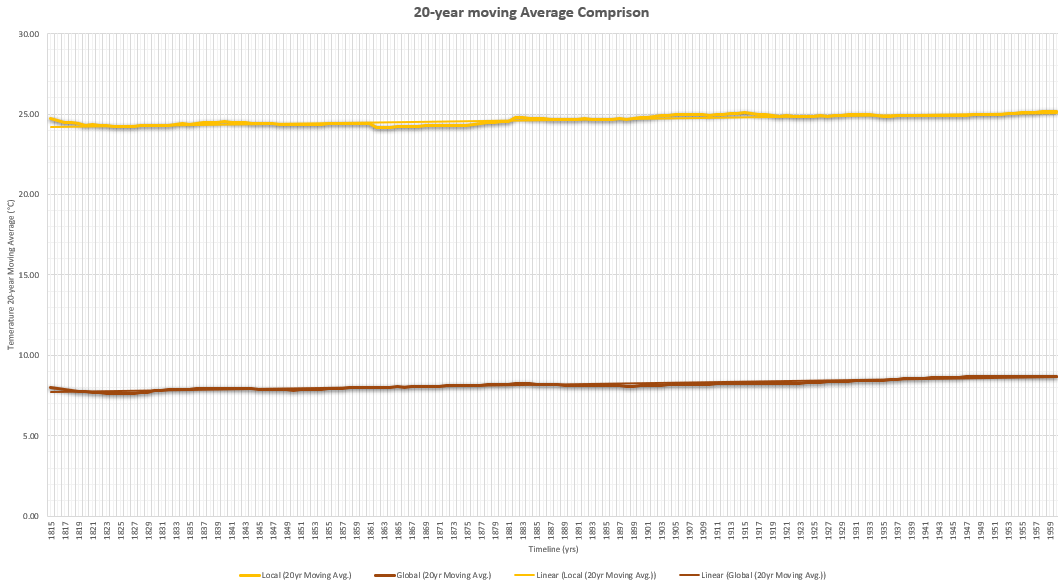 20-year moving Average Comprison
30.00
25.00
20.00
15.00
10.00
5.00
0.00
Temerature 20-year Moving Average (°C)
1815 1817 1819 1821 1823 1825 1827 1829 1831 1833 1835 1837 1839 1841 1843 1845 1847 1849 1851 1853 1855 1857 1859 1861 1863 1865 1867 1869 1871 1873 1875 1877 1879 1881 1883 1885 1887 1889 1891 1893 1895 1897 1899 1901 1903 1905 1907 1909 1911 1913 1915 1917 1919 1921 1923 1925 1927 1929 1931 1933 1935 1937 1939 1941 1943 1945 1947 1949 1951 1953 1955 1957 1959
Timeline (yrs)
Local (20yr Moving Avg.) Global (20yr Moving Avg.) Linear (Local (20yr Moving Avg.)) Linear (Global (20yr Moving Avg.))